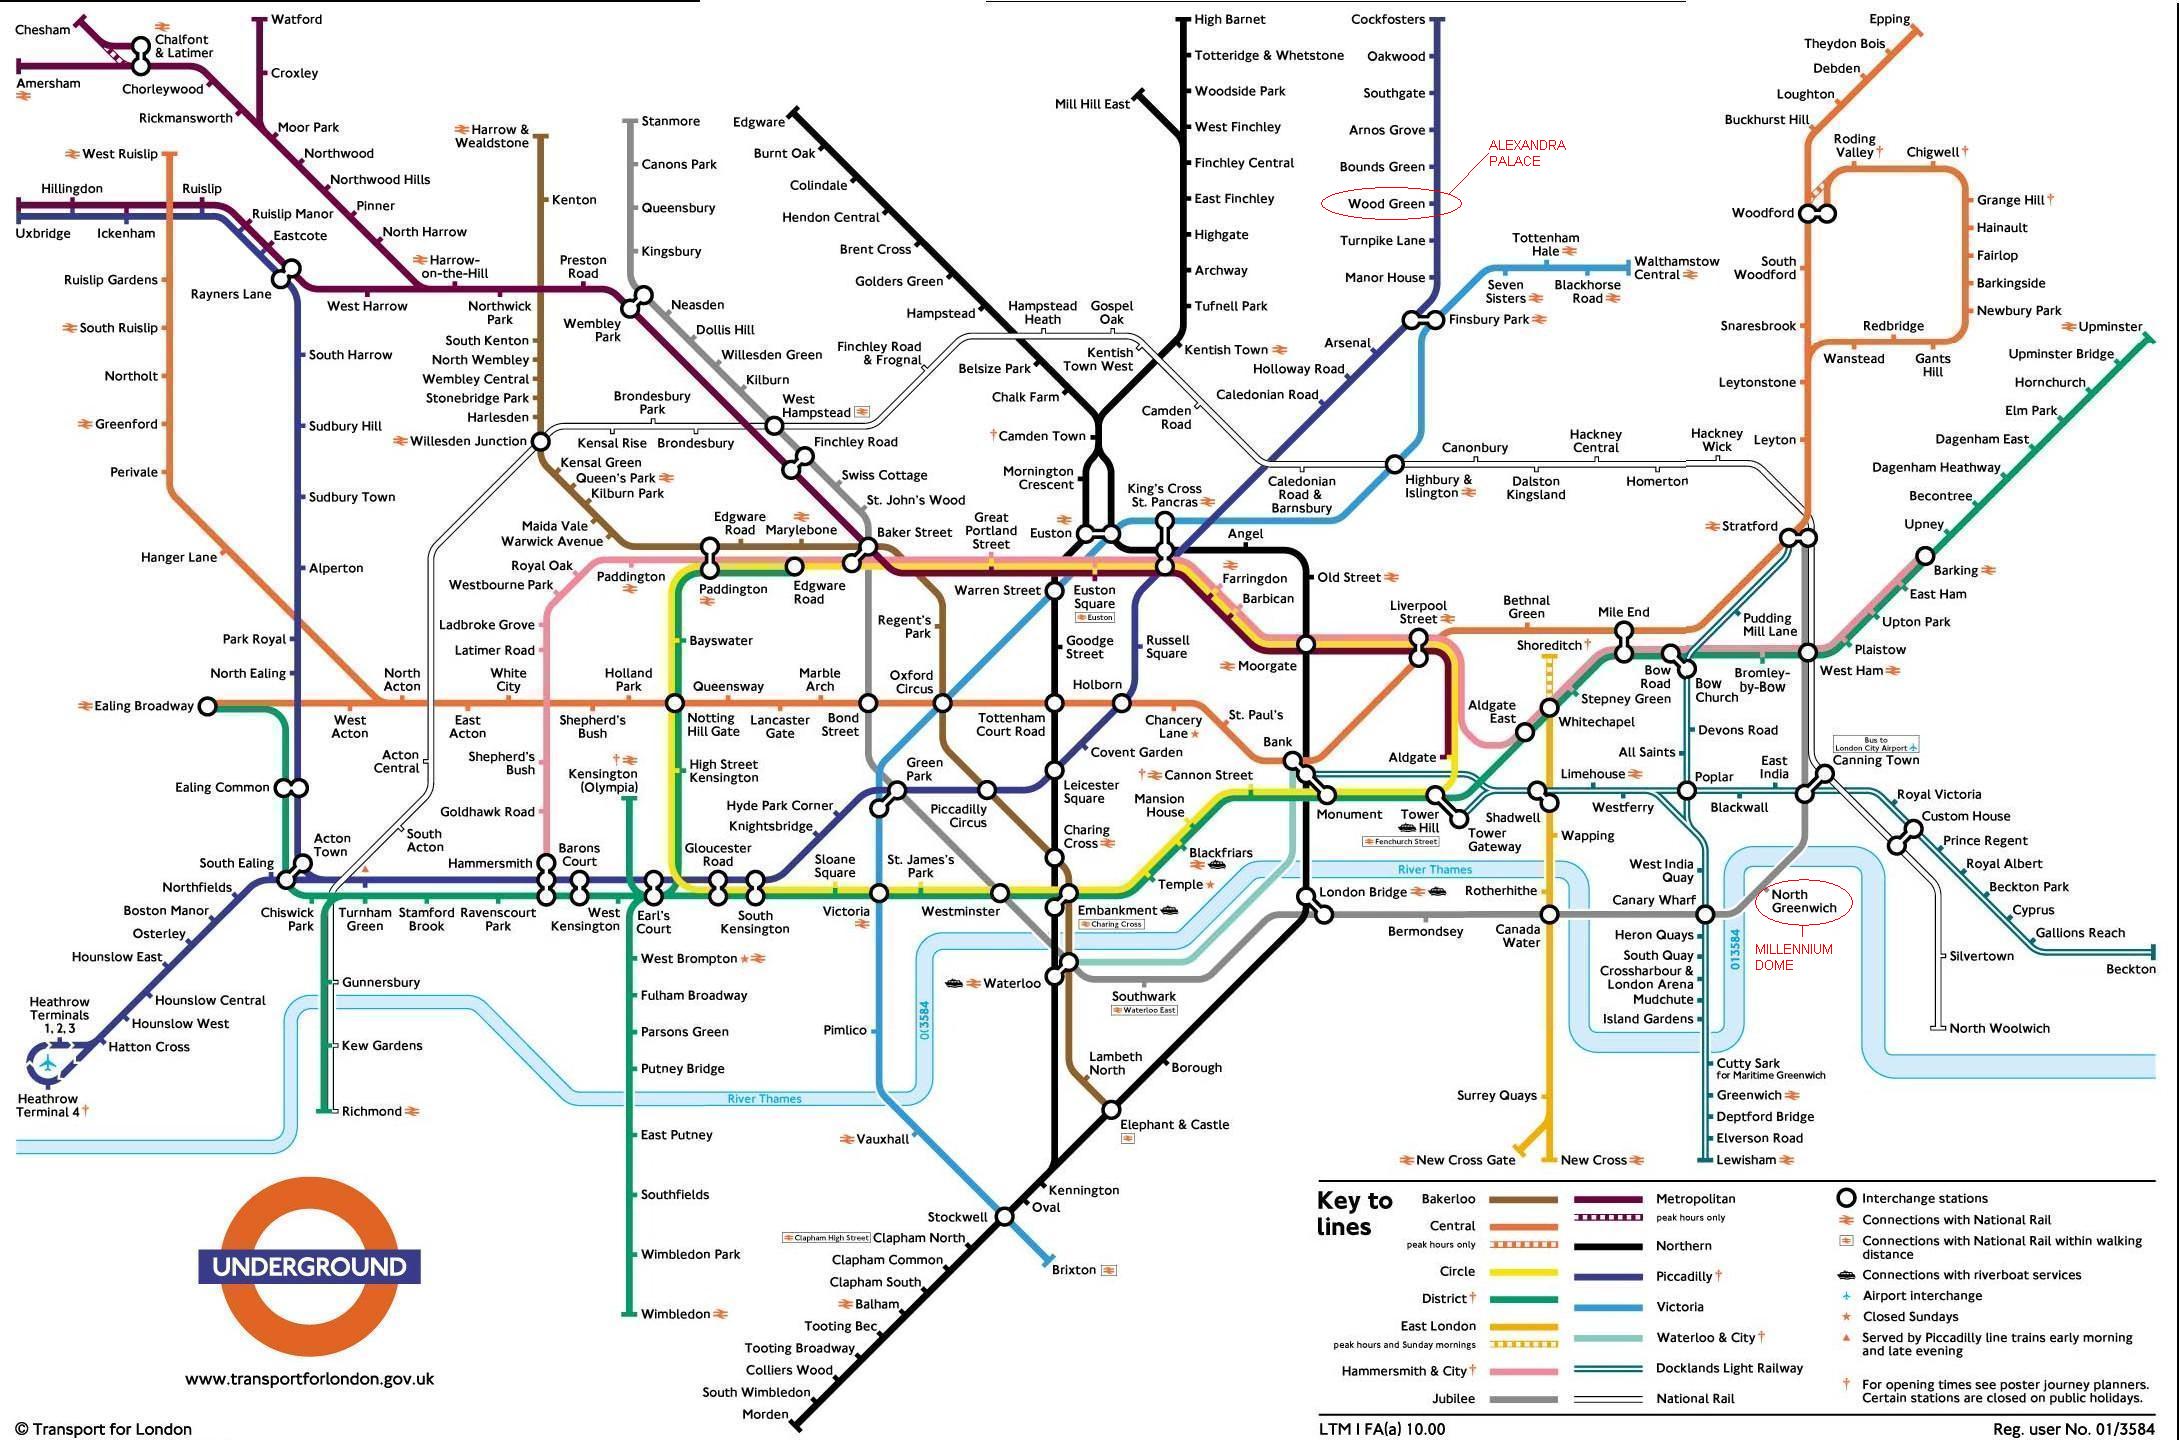 Chesham
Chalfont
& Latimer
Watford
Amersham
Chorleywood
Croxley
Rickmansworth
Moor Park
Northwood
Northwood Hills
Pinner
North Harrow
Harrow-
on-the-Hill
West Ruislip
Hillingdon
Ruislip
Ruislip Manor
Eastcote
Uxbridge
Ickenham
Rayners Lane
West Harrow
Northwick
Park
Preston
Road
Ruislip Gardens
South Ruislip
Northolt
Greenford
Perivale
Hanger Lane
South Harrow
Sudbury Hill
Sudbury Town
Alperton
Park Royal
North Ealing
Harrow &
Wealdstone
Kenton
South Kenton
North Wembley
Wembley Central
Stonebridge Park
Harlesden
Willesden Junction
Kensal Green
Queen's Park
Kilburn Park
Maida Vale
Warwick Avenue
Stanmore
Canons Park
Queensbury
Kingsbury
Wembley
Park
Neasden
Dollis Hill
Willesden Green
Kilburn
West
Hampstead
Finchley Road
Swiss Cottage
St. John's Wood
Brondesbury
Park
Kensal Rise
Brondesbury
Finchley Road
& Frognal
Hampstead
Heath
Gospel
Oak
Edgware
Burnt Oak
Colindale
Hendon Central
Brent Cross
Golders Green
Hampstead
Belsize Park
Chalk Farm
Camden Town
Mornington
Crescent
Mill Hill East
High Barnet
Totteridge & Whetstone
Woodside Park
West Finchley
Finchley Central
East Finchley
Highgate
Archway
Tufnell Park
Kentish Town
Kentish
Town West
Camden
Road
Cockfosters
Oakwood
Southgate
Arnos Grove
Bounds Green
Wood Green
Turnpike Lane
Manor House
ALEXANDRA
PALACE
Finsbury Park
Arsenal
Holloway Road
Caledonian Road
Tottenham
Hale
Seven
Sisters
Blackhorse
Road
Walthamstow
Central
Caledonian
Road &
Barnsbury
Highbury &
Islington
Canonbury
Dalston
Kingsland
Hackney
Central
Homerton
Hackney
Wick
Epping
Theydon Bois
Debden
Loughton
Buckhurst Hill
Roding
Valley†
Chigwell†
Grange Hill†
Hainault
Fairlop
Barkingside
Newbury Park
Woodford
South
Woodford
Snaresbrook
Redbridge
Wanstead
Gants
Hill
Leytonstone
Leyton
Stratford
Upminster
Upminster Bridge
Hornchurch
Elm Park
Dagenham East
Dagenham Heathway
Becontree
Upney
Barking
East Ham
Upton Park
Plaistow
West Ham
Edgware
Road
Marylebone
Baker Street
Great
Portland
Street
Euston
King's Cross
St. Pancras
Angel
Old Street
Royal Oak
Westbourne Park
Paddington
Paddington
Edgware
Road
Warren Street
Euston
Square
Euston
Farringdon
Barbican
Moorgate
Liverpool
Street
Bethnal
Green
Mile End
Shoreditch†
Pudding
Mill Lane
Bow
Road
Bow
Church
Bromley-
by-Bow
Stepney Green
Whitechapel
Aldgate
East
Aldgate
Ladbroke Grove
Latimer Road
Bayswater
Regent's
Park
Goodge
Street
Russell
Square
Ealing Broadway
West
Acton
North
Acton
East
Acton
White
City
Shepherd's
Bush
Holland
Park
Notting
Hill Gate
Queensway
Lancaster
Gate
Marble
Arch
Bond
Street
Oxford
Circus
Tottenham
Court Road
Holborn
Chancery
Lane
St. Paul's
Bank
Shepherd's
Bush
Goldhawk Road
Hammersmith
Kensington
(Olympia)
High Street
Kensington
Green
Park
Hyde Park Corner
Knightsbridge
Piccadilly
Circus
Covent Garden
Leicester
Square
Charing
Cross
Cannon Street
Mansion
House
Blackfriars
Temple
Monument
Tower
Hill
Fenchurch Street
Tower
Gateway
Shadwell
Limehouse
Westferry
Poplar
All Saints
Devons Road
East
India
Blackwall
Bus to
London City Airport
Canning Town
Royal Victoria
Custom House
Prince Regent
Royal Albert
Beckton Park
Cyprus
Gallions Reach
Beckton
Silvertown
North Woolwich
Ealing Common
Acton
Central
South
Acton
Acton
Town
South Ealing
Northfields
Boston Manor
Osterley
Hounslow East
Hounslow Central
Hounslow West
Hatton Cross
Heathrow
Terminals
1, 2, 3
Heathrow
Terminal 4†
Chiswick
Park
Turnham
Green
Stamford
Brook
Ravenscourt
Park
Barons
Court
West
Kensington
Earl's
Court
Gloucester
Road
South
Kensington
Sloane
Square
Victoria
St. James's
Park
Westminster
Embankment
Charing Cross
Gunnersbury
Kew Gardens
Richmond
West Brompton
Fulham Broadway
Parsons Green
Putney Bridge
East Putney
Southfields
Wimbledon Park
Wimbledon
River Thames
River Thames
Pimlico
Vauxhall
Stockwell
Brixton
Waterloo
Southwark
Waterloo East
Lambeth
North
Elephant & Castle
Borough
London Bridge
Bermondsey
Canada
Water
Wapping
Rotherhithe
Surrey Quays
New Cross Gate
New Cross
West India
Quay
Canary Wharf
Heron Quays
South Quay
Crossharbour &
London Arena
Mudchute
Island Gardens
Cutty Sark
for Maritime Greenwich
Greenwich
Deptford Bridge
Elverson Road
Lewisham
North
Greenwich
MILLENNIUM
DOME
013584
Kennington
Oval
Clapham High Street
Clapham North
Clapham Common
Clapham South
Balham
Tooting Bec
Tooting Broadway
Colliers Wood
South Wimbledon
Morden
UNDERGROUND
www.transportforlondon.gov.uk
© Transport for London
Key to
lines
Bakerloo
Central
peak hours only
Circle
District†
East London
peak hours and Sunday mornings
Hammersmith & City†
Jubilee
Metropolitan
peak hours only
Northern
Piccadilly†
Victoria
Waterloo & City†
Docklands Light Railway
National Rail
Interchange stations
Connections with National Rail
Connections with National Rail within walking
distance
Connections with riverboat services
Airport interchange
Closed Sundays
Served by Piccadilly line trains early morning
and late evening
† For opening times see poster journey planners.
Certain stations are closed on public holidays.
LTM I FA(a) 10.00
Reg. user No. 01/3584